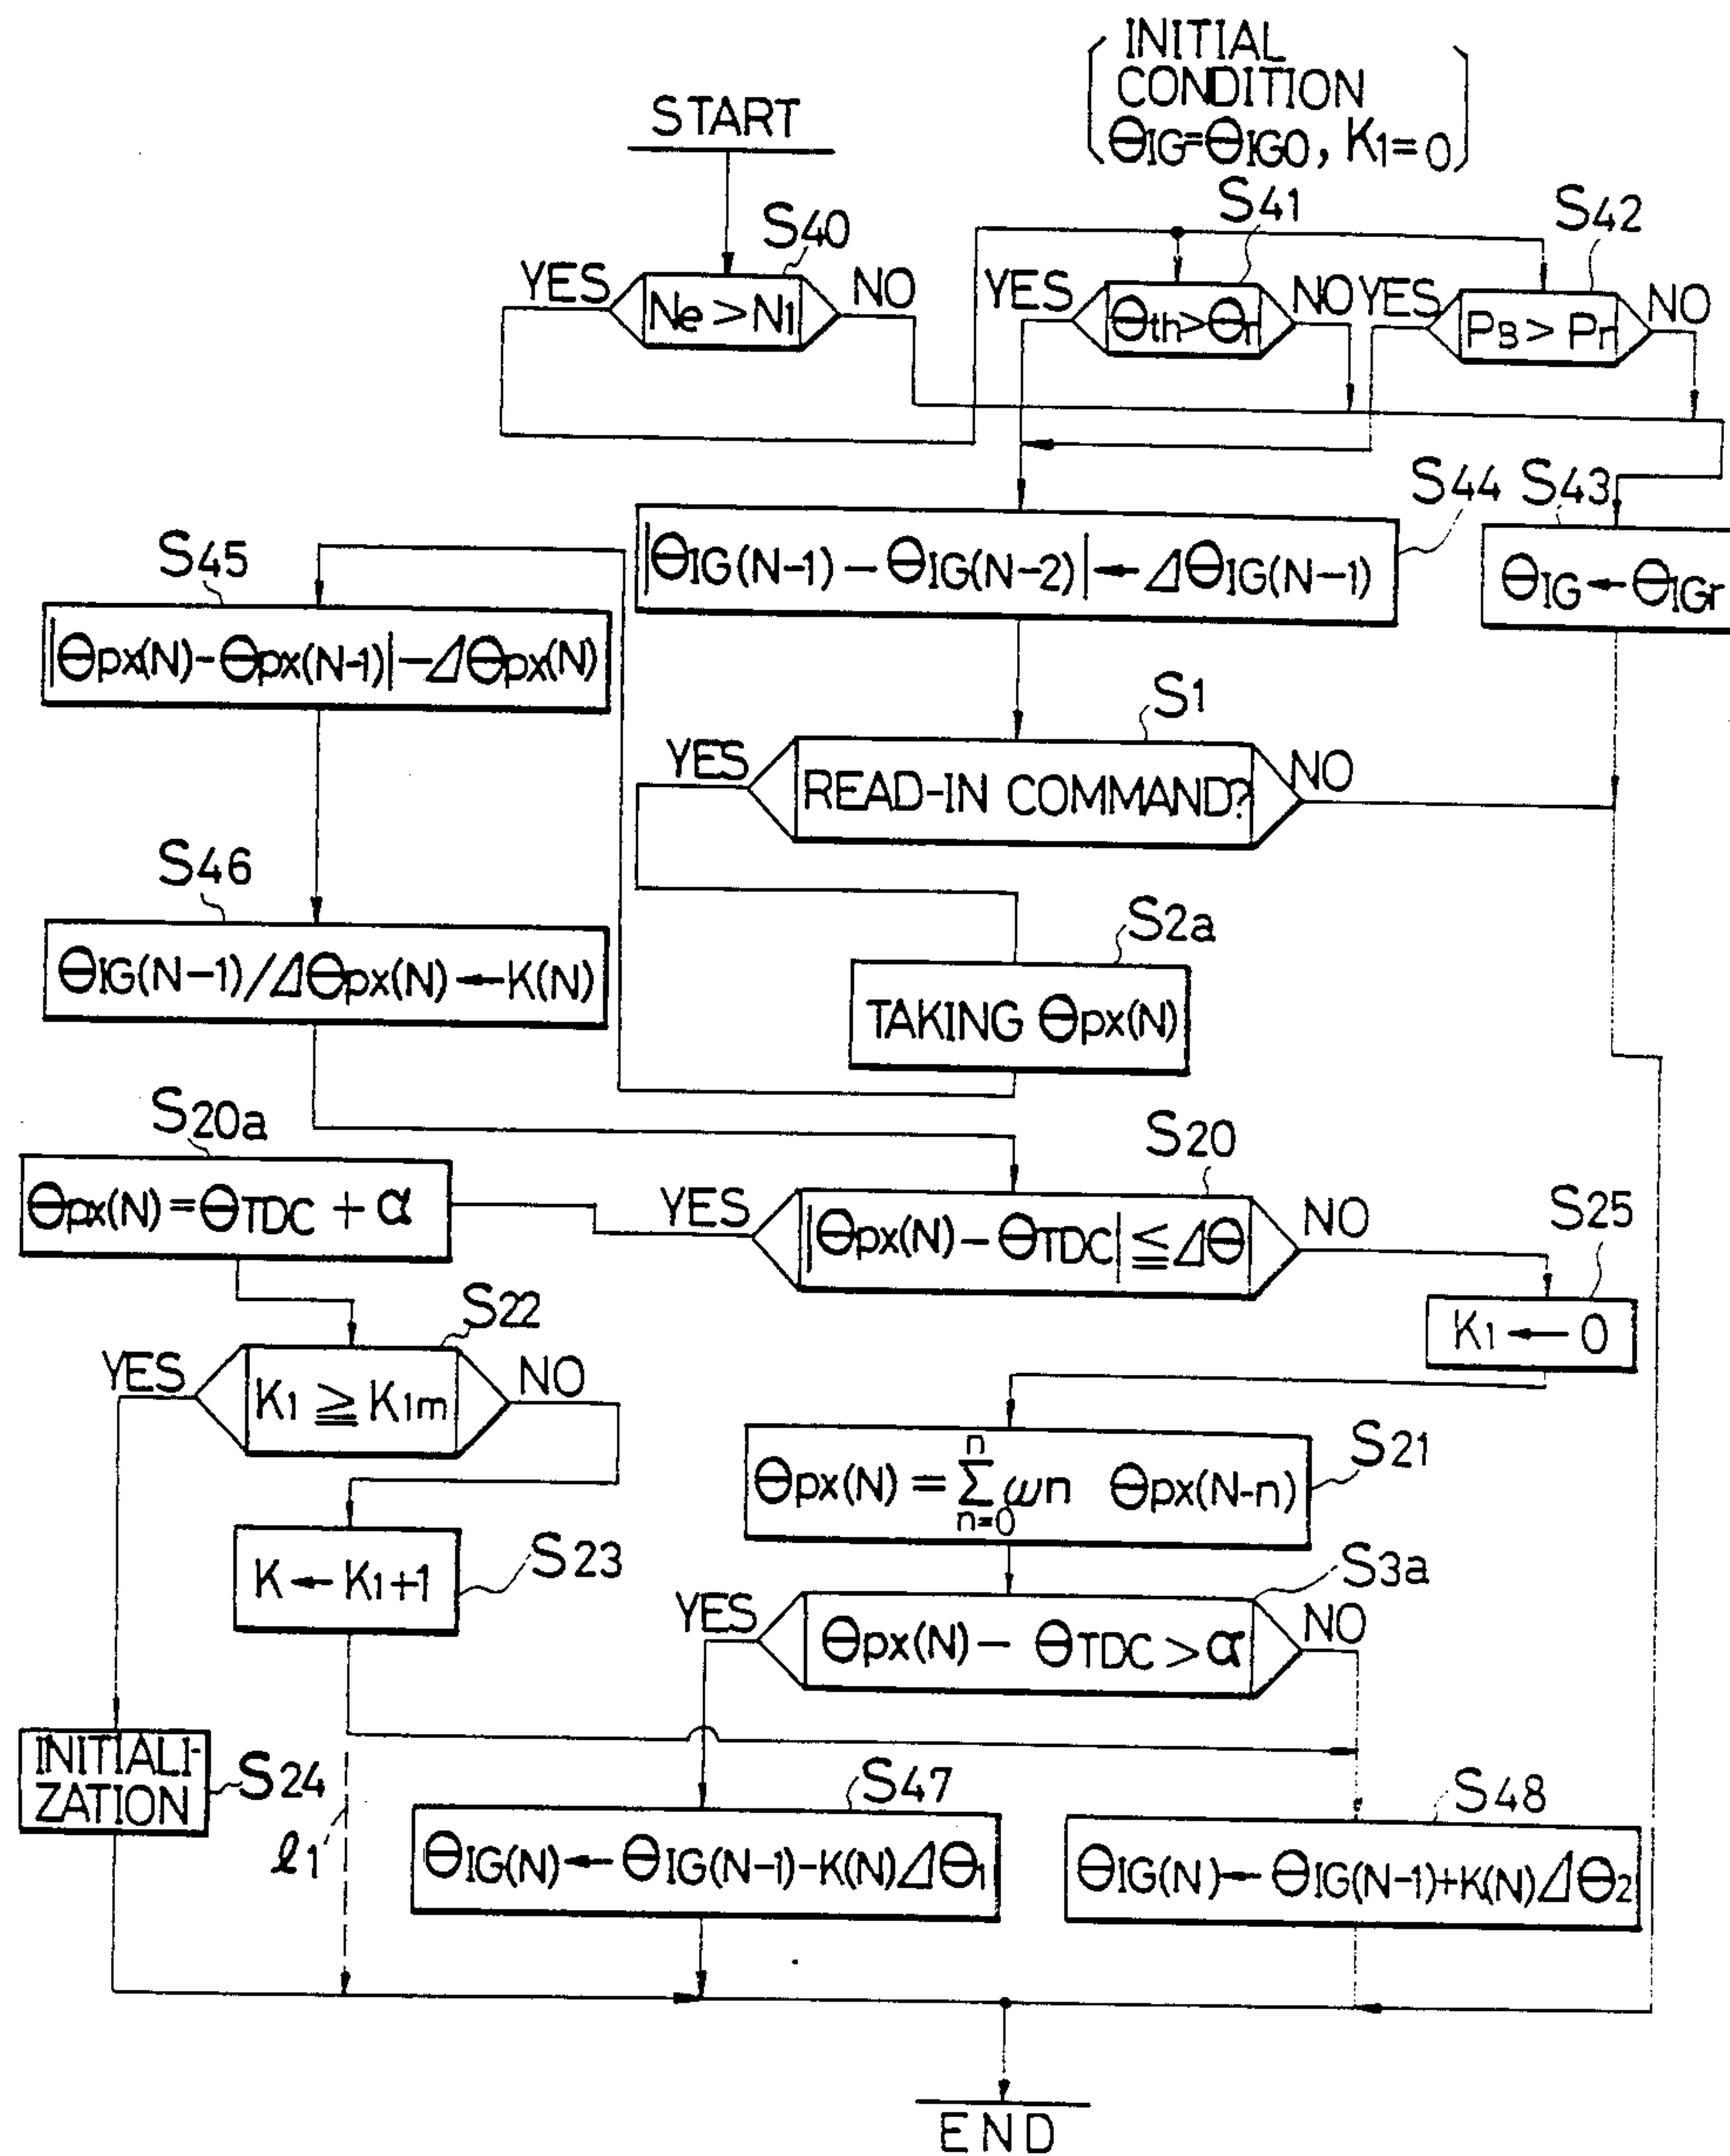 INITIAL
CONDITION
ΘIG=ΘIG0, K1=0
START
S40
S41
S42
YES
Ne > N1
NO
YES
Θth>Θr
NO
YES
PB > Pr
NO
S44
S43
|ΘIG(N-1) – ΘIG(N-2)| ← ΔΘIG(N-1)
ΘIG ← ΘIGr
S45
|Θpx(N)-Θpx(N-1)| – ΔΘpx(N)
S1
YES
READ-IN COMMAND?
NO
S46
ΘIG(N-1)/ΔΘpx(N) ← K(N)
S2a
TAKING Θpx(N)
S20a
Θpx(N) = ΘTDC + α
S20
YES
|Θpx(N) – ΘTDC| ≦ ΔΘ
NO
S25
K1 ← 0
S22
YES
K1 ≧ K1m
NO
S21
Θpx(N) = n Σ n=0 ωn Θpx(N-n)
S23
K ← K1+1
S3a
YES
Θpx(N) – ΘTDC > α
NO
INITIALI-
ZATION
S24
ℓ1
S47
ΘIG(N) ← ΘIG(N-1)-K(N)ΔΘ1
S48
ΘIG(N) ← ΘIG(N-1)+K(N)ΔΘ2
END